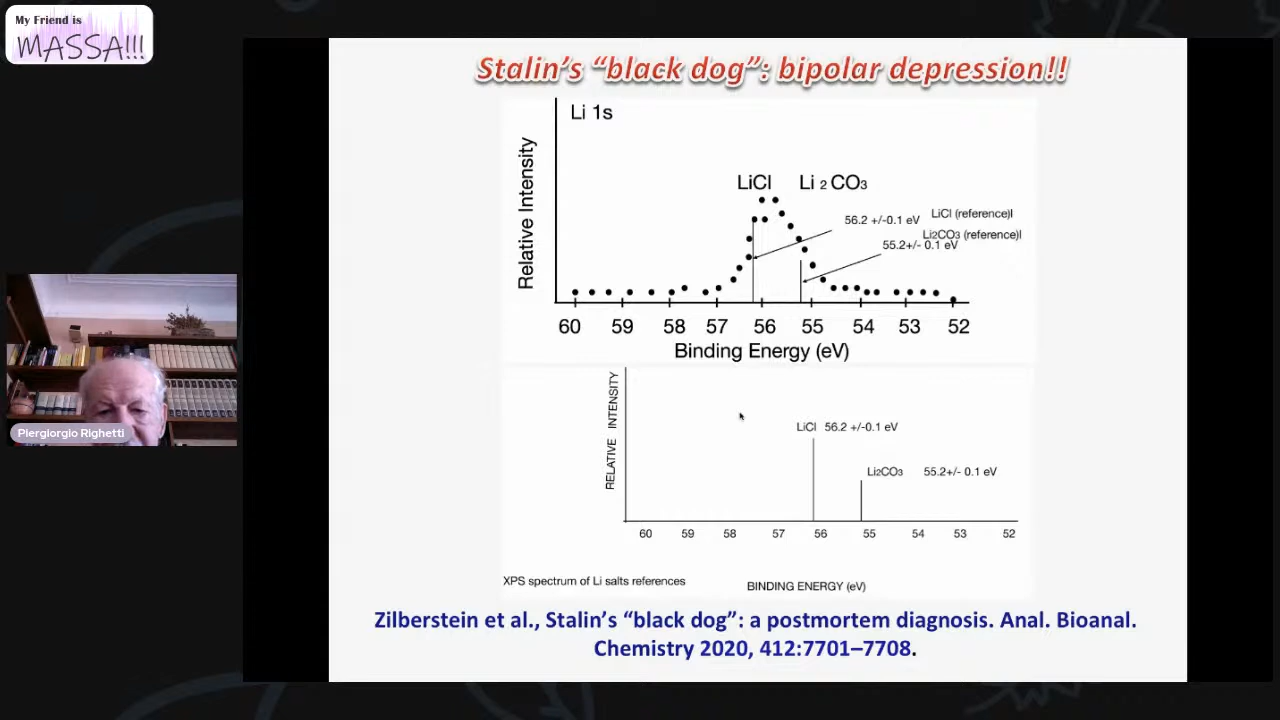 My Friend is
MASSA!!!
Stalin's “black dog”: bipolar depression!!
Li 1s
Relative Intensity
LiCl Li 2 CO3
56.2 +/-0.1 eV LiCl (reference)l
Li2CO3 (reference)l
55.2+/- 0.1 eV
60 59 58 57 56 55 54 53 52
Binding Energy (eV)
RELATIVE INTENSITY
LiCl 56.2 +/-0.1 eV
Li2CO3 55.2+/- 0.1 eV
60 59 58 57 56 55 54 53 52
XPS spectrum of Li salts references
BINDING ENERGY (eV)
Piergiorgio Righetti
Zilberstein et al., Stalin's “black dog”: a postmortem diagnosis. Anal. Bioanal.
Chemistry 2020, 412:7701–7708.